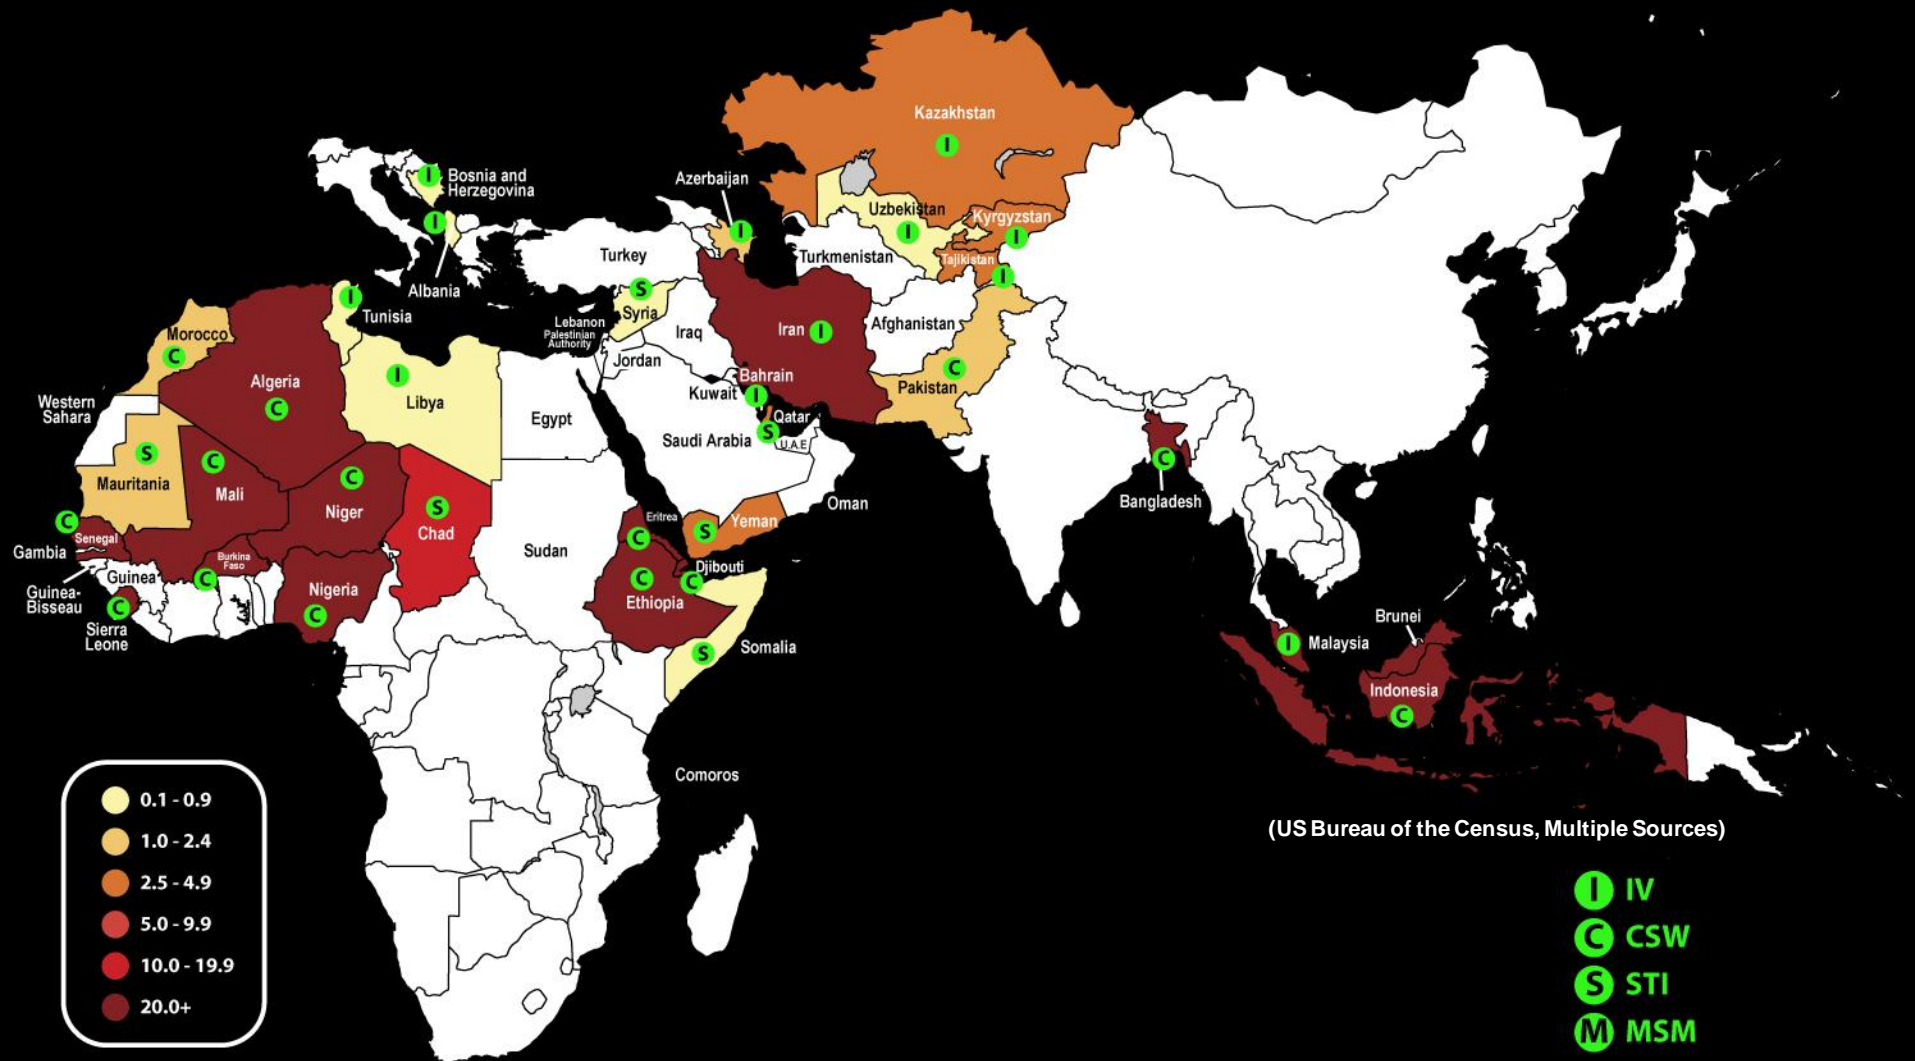 Kazakhstan
I
Bosnia and
Herzegovina
I
I
Azerbaijan
I
Uzbekistan
I
Kyrgyzstan
I
Turkey
Turkmenistan
Tajikistan
I
Albania
S
Syria
I
Tunisia
Lebanon
Palestinian
Authority
Iraq
Jordan
Iran
I
Afghanistan
Morocco
C
Algeria
C
I
Libya
Bahrain
Kuwait
I
Pakistan
C
Western
Sahara
Egypt
Saudi Arabia
Qatar
S
U.A.E
S
Mauritania
C
Mali
C
Niger
S
Chad
C
Bangladesh
Oman
C
Senegal
Gambia
Eritrea
C
S
Yeman
Sudan
Burkina
Faso
C
Guinea
Guinea-
Bissau
Djibouti
C
C
Ethiopia
Nigeria
C
C
Sierra
Leone
S
Somalia
Brunei
I
Malaysia
Indonesia
C
Comoros
0.1 - 0.9
1.0 - 2.4
2.5 - 4.9
5.0 - 9.9
10.0 - 19.9
20.0+
(US Bureau of the Census, Multiple Sources)
I IV
C CSW
S STI
M MSM